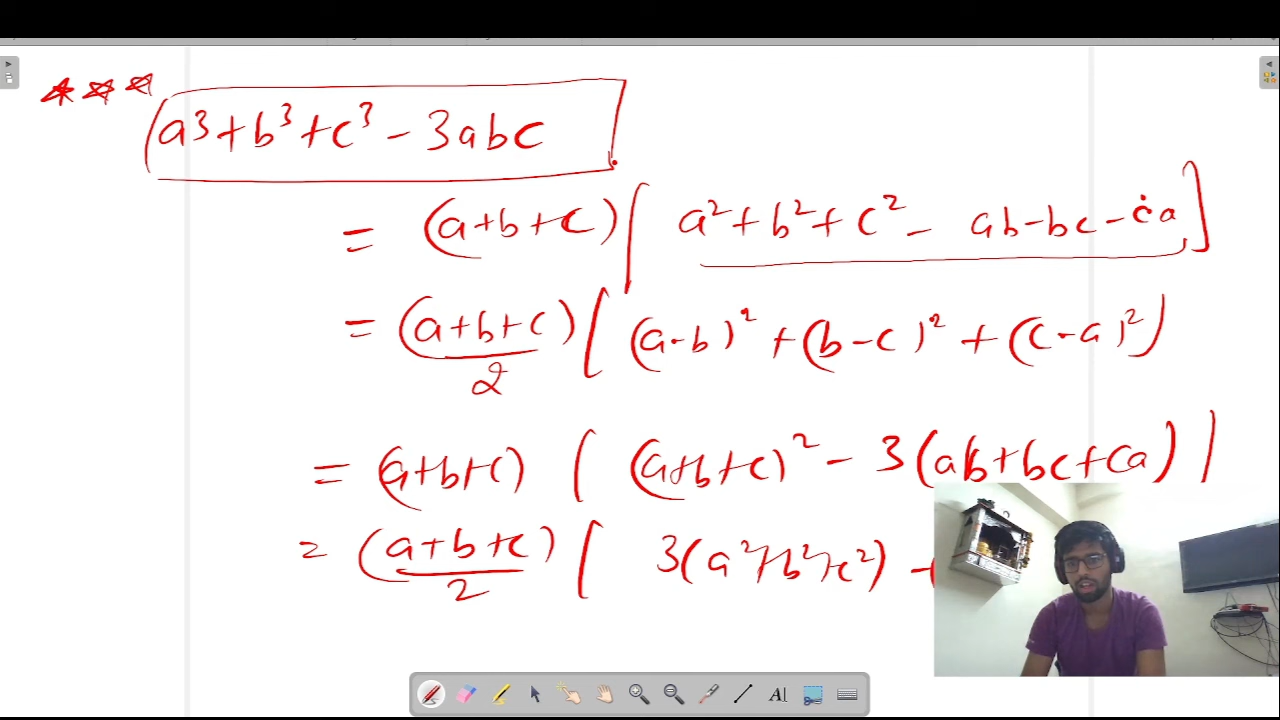 a³+b³+c³-3abc
= (a+b+c)[a²+b²+c²-ab-bc-ca]
= (a+b+c)/2 [(a-b)²+(b-c)²+(c-a)²]
= (a+b+c)[(a+b+c)²-3(ab+bc+ca)]
= (a+b+c)/2 [3(a²+b²+c²)
AI